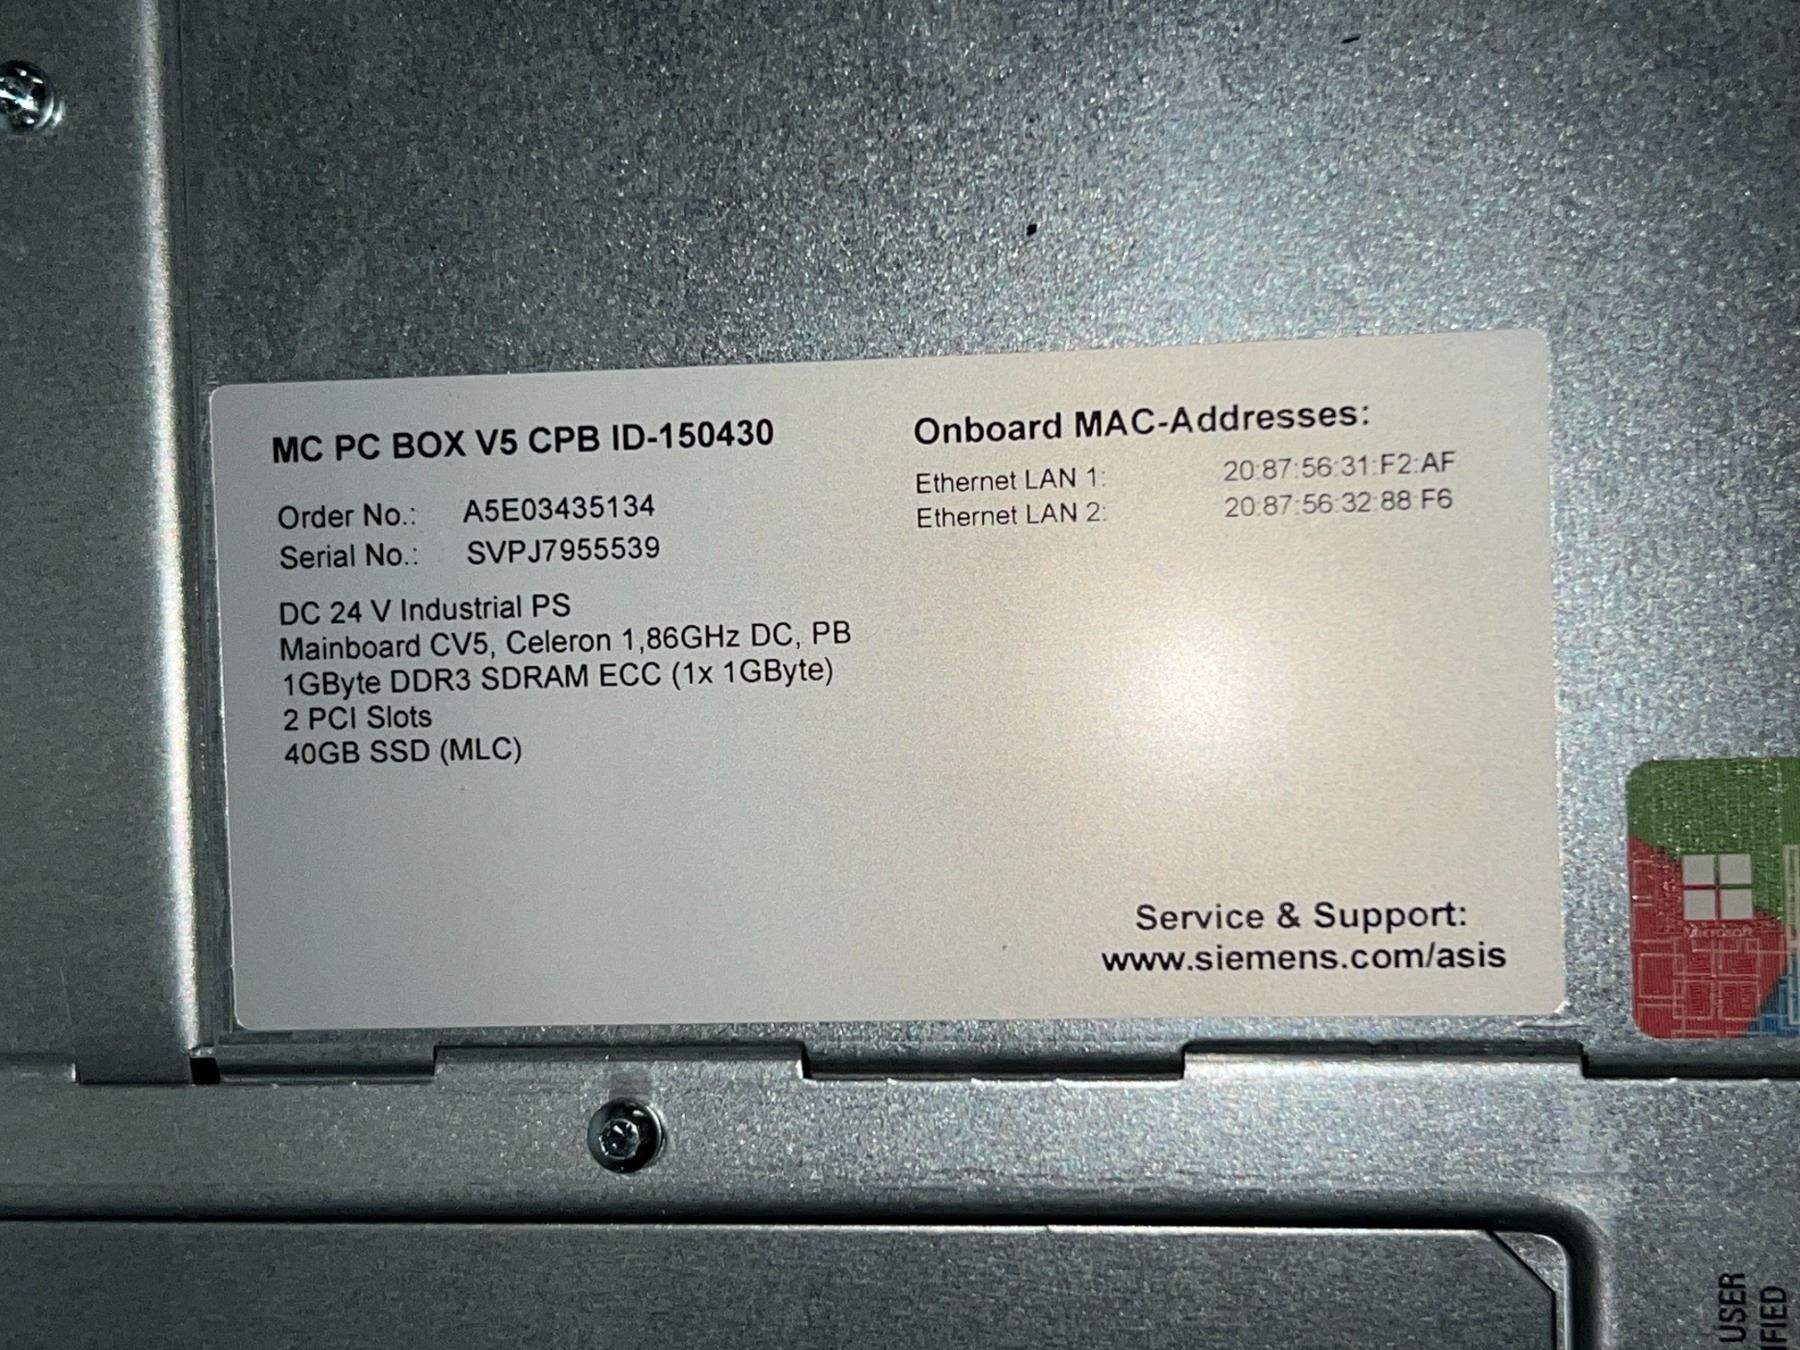 MC PC BOX V5 CPB ID-150430
Order No.: A5E03435134
Serial No.: SVPJ7955539
DC 24 V Industrial PS
Mainboard CV5, Celeron 1,86GHz DC, PB
1GByte DDR3 SDRAM ECC (1x 1GByte)
2 PCI Slots
40GB SSD (MLC)
Onboard MAC-Addresses:
Ethernet LAN 1: 20:87:56:31:F2:AF
Ethernet LAN 2: 20:87:56:32:88:F6
Service & Support:
www.siemens.com/asis
Microsoft
USER
IFIED